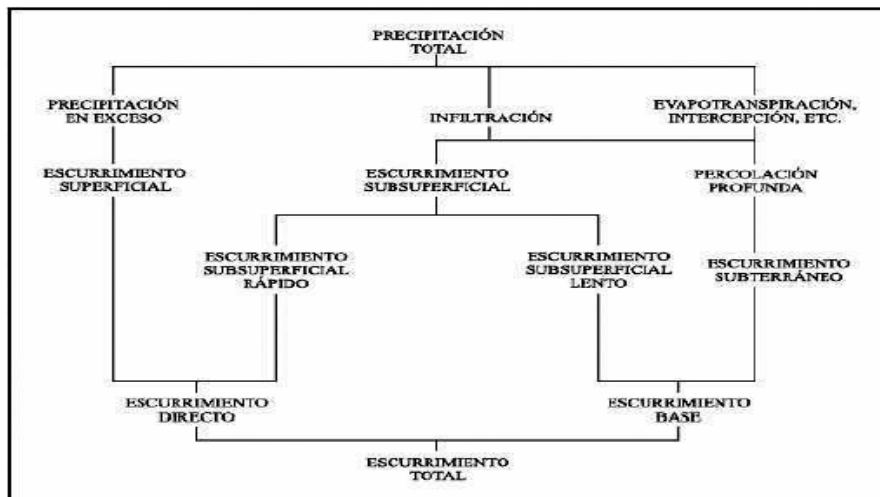 PRECIPITACIÓN
TOTAL
PRECIPITACIÓN
EN EXCESO
INFILTRACIÓN
EVAPOTRANSPIRACIÓN,
INTERCEPCIÓN, ETC.
ESCURRIMIENTO
SUPERFICIAL
ESCURRIMIENTO
SUBSUPERFICIAL
PERCOLACIÓN
PROFUNDA
ESCURRIMIENTO
SUBSUPERFICIAL
RÁPIDO
ESCURRIMIENTO
SUBSUPERFICIAL
LENTO
ESCURRIMIENTO
SUBTERRÁNEO
ESCURRIMIENTO
DIRECTO
ESCURRIMIENTO
BASE
ESCURRIMIENTO
TOTAL